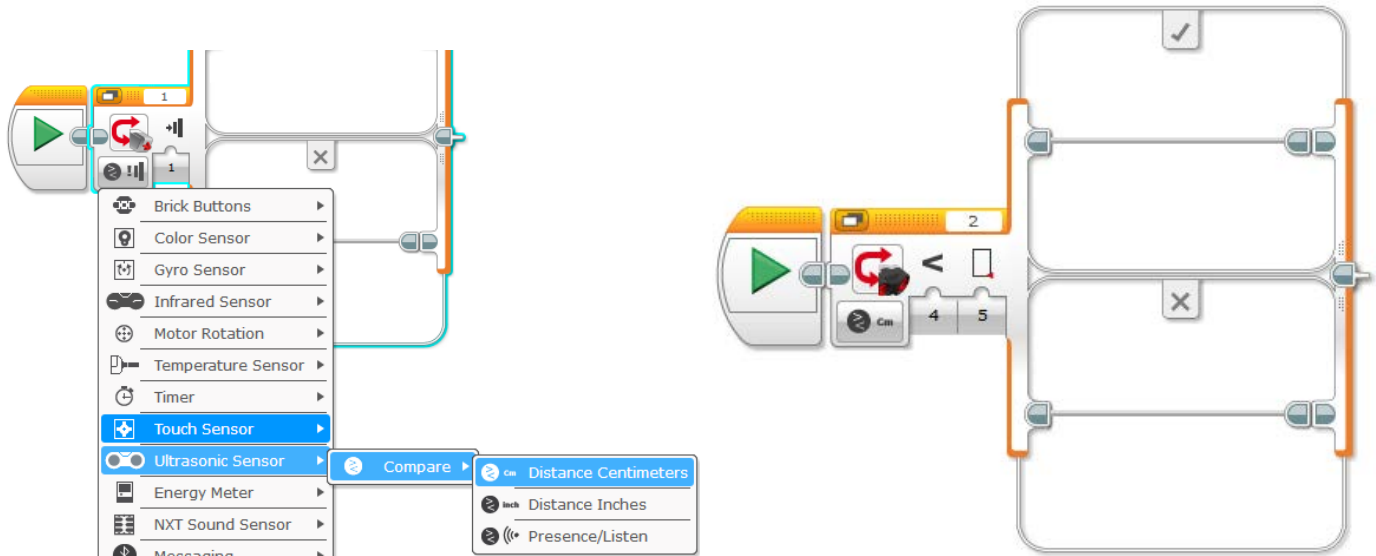 1
1
Brick Buttons
Color Sensor
Gyro Sensor
Infrared Sensor
Motor Rotation
Temperature Sensor
Timer
Touch Sensor
Ultrasonic Sensor
Energy Meter
NXT Sound Sensor
Messaging
Compare
Cm Distance Centimeters
inch Distance Inches
Presence/Listen
2
<
Cm 4 5